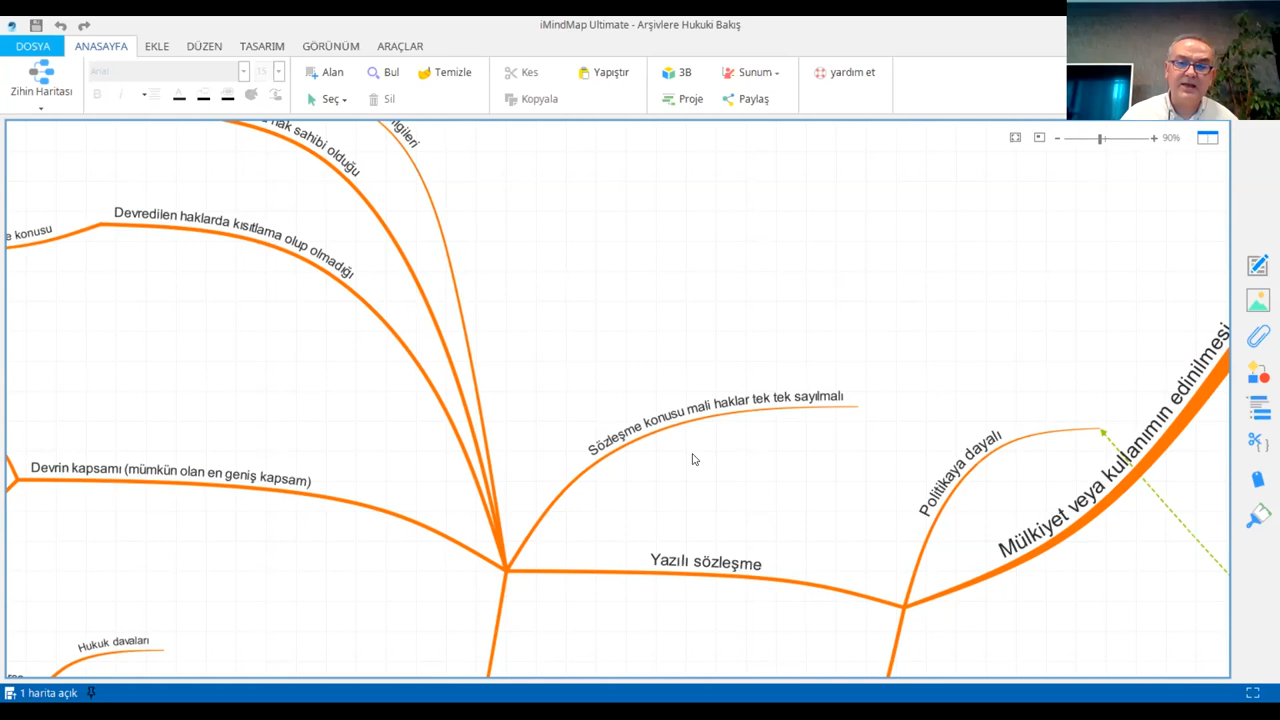 iMindMap Ultimate - Arşivlere Hukuki Bakış
DOSYA ANASAYFA EKLE DÜZEN TASARIM GÖRÜNÜM ARAÇLAR
Zihin Haritası
Arial 15
B I A
Alan Bul Temizle
Seç Sil
Kes Yapıştır
Kopyala
3B Sunum
Proje Paylaş
yardım et
90%
hak sahibi olduğu
Devredilen haklarda kısıtlama olup olmadığı
konusu
Sözleşme konusu mali haklar tek tek sayılmalı
Politikaya dayalı
Mülkiyet veya kullanımın edinilmesi
Devrin kapsamı (mümkün olan en geniş kapsam)
Yazılı sözleşme
Hukuk davaları
1 harita açık